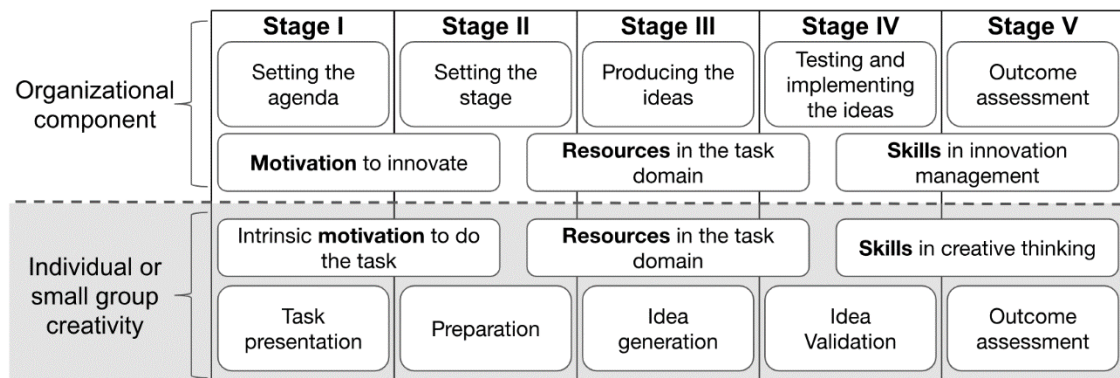 Stage I
Stage II
Stage III
Stage IV
Stage V
Organizational
component
Setting the
agenda
Setting the
stage
Producing the
ideas
Testing and
implementing
the ideas
Outcome
assessment
Motivation to innovate
Resources in the task
domain
Skills in innovation
management
Individual or
small group
creativity
Intrinsic motivation to do
the task
Resources in the task
domain
Skills in creative thinking
Task
presentation
Preparation
Idea
generation
Idea
Validation
Outcome
assessment